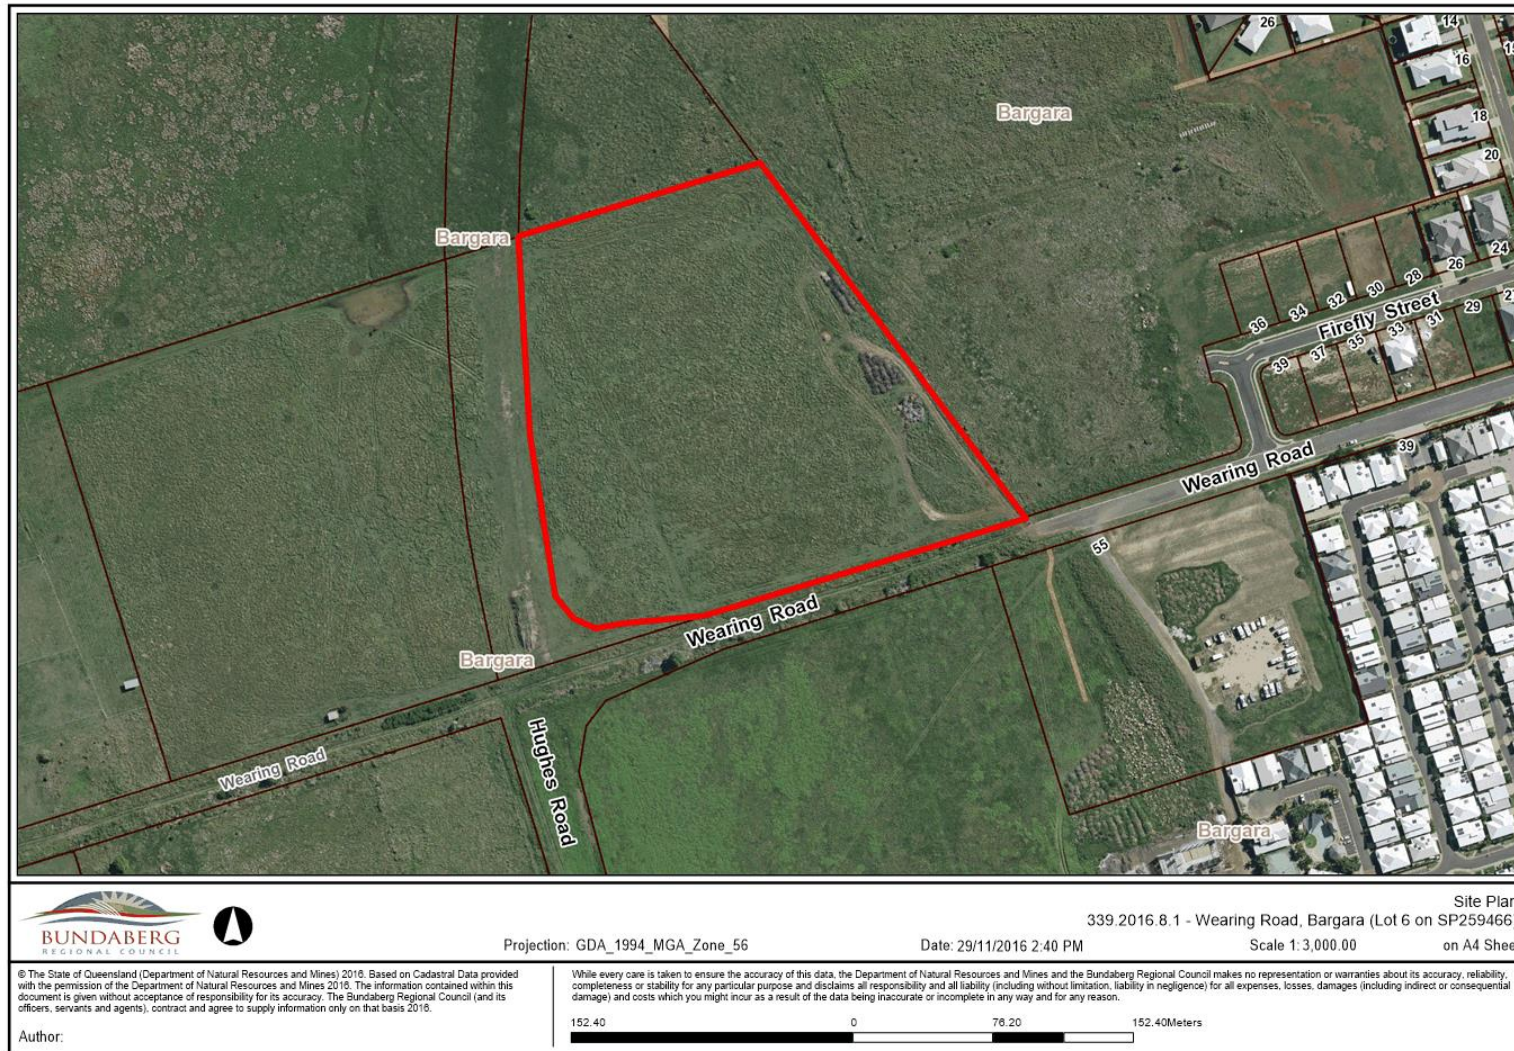 26
14
15
16
Bargara
18
20
Bargara
24
26
28
30
32
34
36
Firefly Street
27
29
31
33
35
37
39
Wearing Road
39
55
Wearing Road
Bargara
Hughes Road
Wearing Road
Bargara
BUNDABERG
REGIONAL COUNCIL
Site Plan
339.2016.8.1 - Wearing Road, Bargara (Lot 6 on SP259466)
Projection: GDA_1994_MGA_Zone_56
Date: 29/11/2016 2:40 PM
Scale 1:3,000.00
on A4 Sheet
© The State of Queensland (Department of Natural Resources and Mines) 2016. Based on Cadastral Data provided
with the permission of the Department of Natural Resources and Mines 2016. The information contained within this
document is given without acceptance of responsibility for its accuracy. The Bundaberg Regional Council (and its
officers, servants and agents), contract and agree to supply information only on that basis 2016.
Author:
While every care is taken to ensure the accuracy of this data, the Department of Natural Resources and Mines and the Bundaberg Regional Council makes no representation or warranties about its accuracy, reliability,
completeness or stability for any particular purpose and disclaims all responsibility and all liability (including without limitation, liability in negligence) for all expenses, losses, damages (including indirect or consequential
damage) and costs which you might incur as a result of the data being inaccurate or incomplete in any way and for any reason.
152.40 0 76.20 152.40Meters